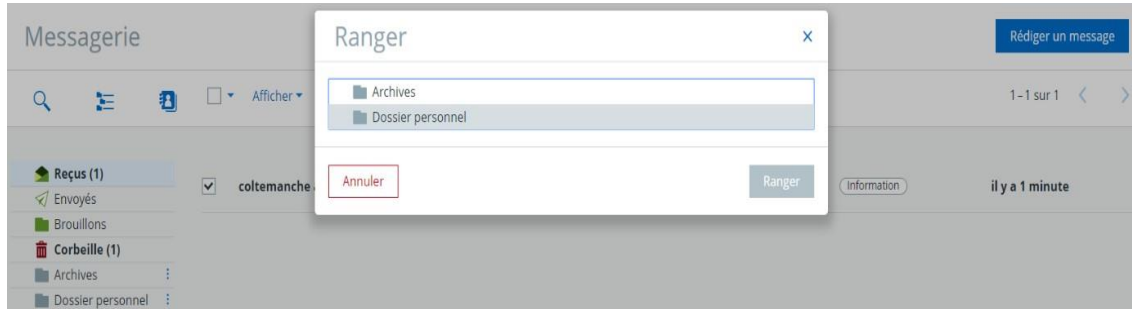 Messagerie
Ranger
x
Rédiger un message
Afficher
1-1 sur 1
Archives
Dossier personnel
Annuler
Ranger
Reçus (1)
Envoyés
Brouillons
Corbeille (1)
Archives
Dossier personnel
coltemanche
Information
il y a 1 minute